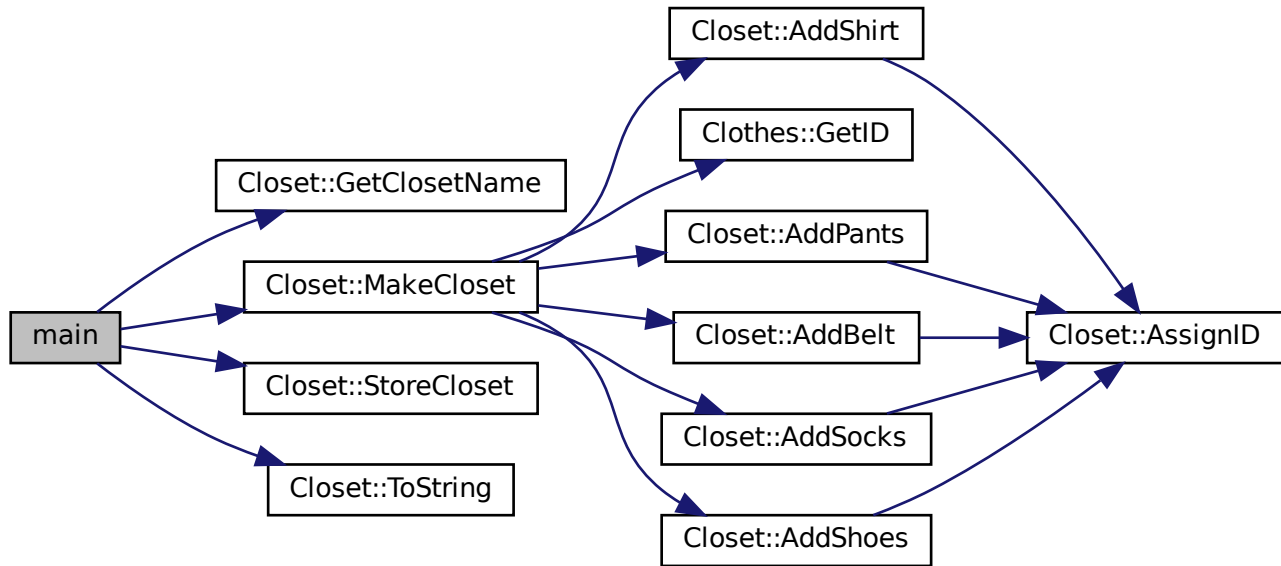 main
Closet::GetClosetName
Closet::MakeCloset
Closet::StoreCloset
Closet::ToString
Closet::AddShirt
Clothes::GetID
Closet::AddPants
Closet::AddBelt
Closet::AddSocks
Closet::AddShoes
Closet::AssignID